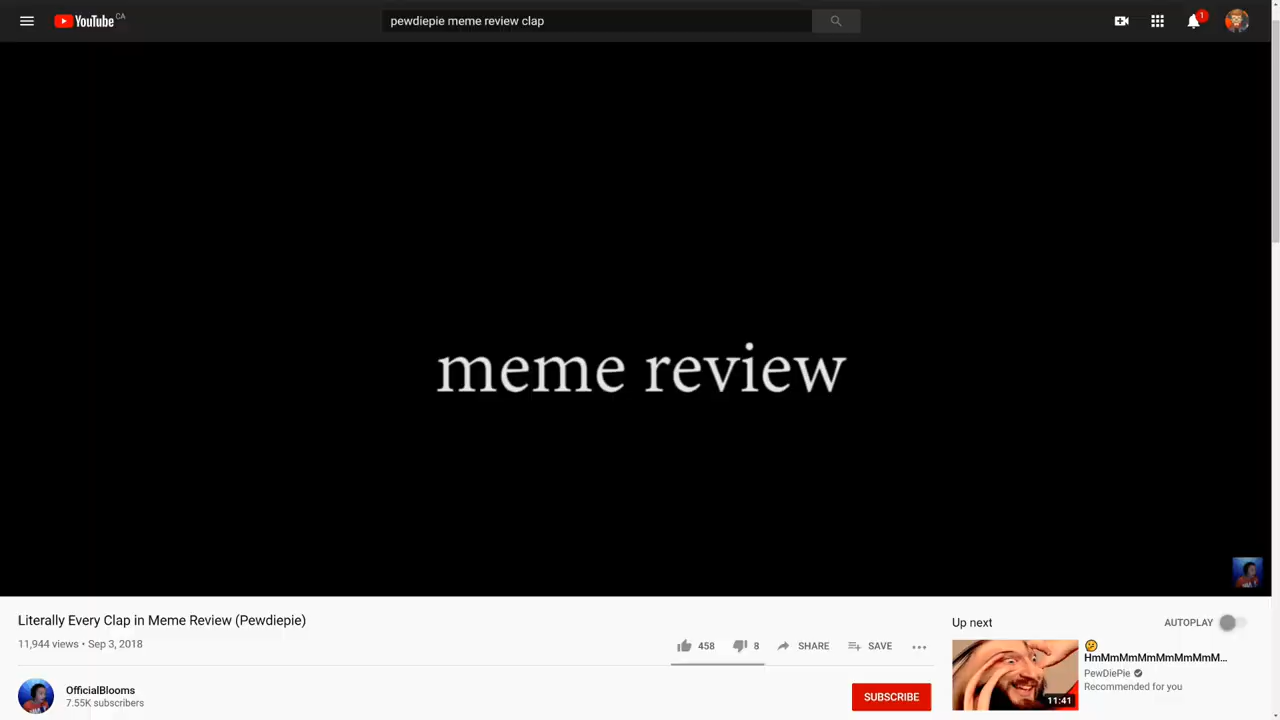 YouTube CA
pewdiepie meme review clap
1
meme review
Literally Every Clap in Meme Review (Pewdiepie)
11,944 views • Sep 3, 2018
458
8
SHARE
SAVE
OfficialBlooms
7.55K subscribers
SUBSCRIBE
Up next
AUTOPLAY
HmMmMmMmMmMmMmM...
PewDiePie
Recommended for you
11:41